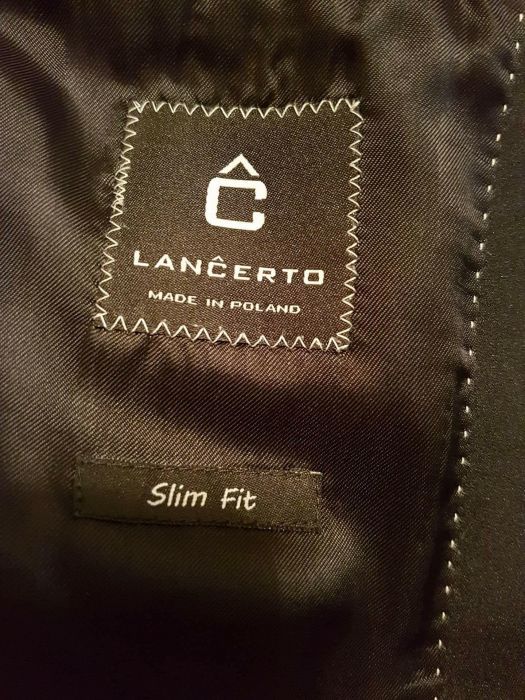 Ĉ
LANĈERTO
MADE IN POLAND
Slim Fit